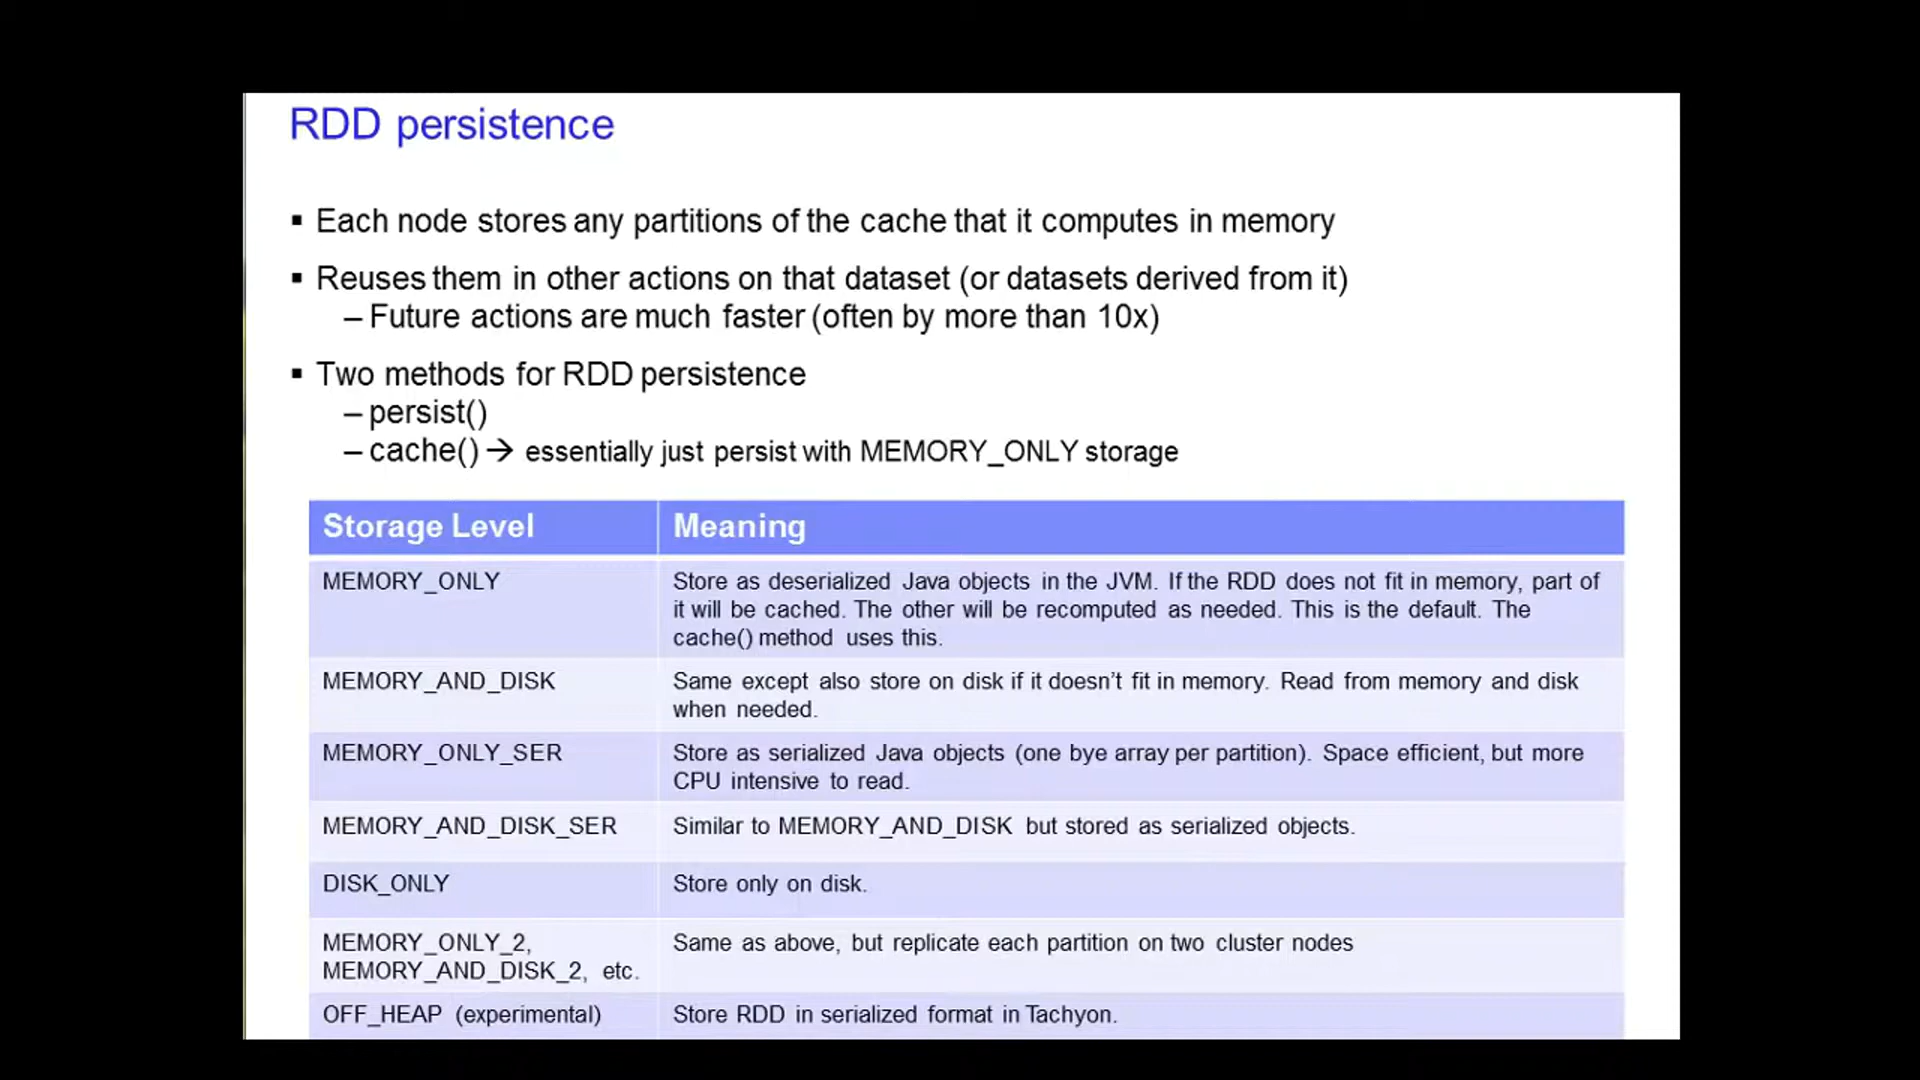 RDD persistence
▪ Each node stores any partitions of the cache that it computes in memory
▪ Reuses them in other actions on that dataset (or datasets derived from it)
– Future actions are much faster (often by more than 10x)
▪ Two methods for RDD persistence
– persist()
– cache() → essentially just persist with MEMORY_ONLY storage
Storage Level Meaning
MEMORY_ONLY Store as deserialized Java objects in the JVM. If the RDD does not fit in memory, part of
it will be cached. The other will be recomputed as needed. This is the default. The
cache() method uses this.
MEMORY_AND_DISK Same except also store on disk if it doesn’t fit in memory. Read from memory and disk
when needed.
MEMORY_ONLY_SER Store as serialized Java objects (one bye array per partition). Space efficient, but more
CPU intensive to read.
MEMORY_AND_DISK_SER Similar to MEMORY_AND_DISK but stored as serialized objects.
DISK_ONLY Store only on disk.
MEMORY_ONLY_2, Same as above, but replicate each partition on two cluster nodes
MEMORY_AND_DISK_2, etc.
OFF_HEAP (experimental) Store RDD in serialized format in Tachyon.